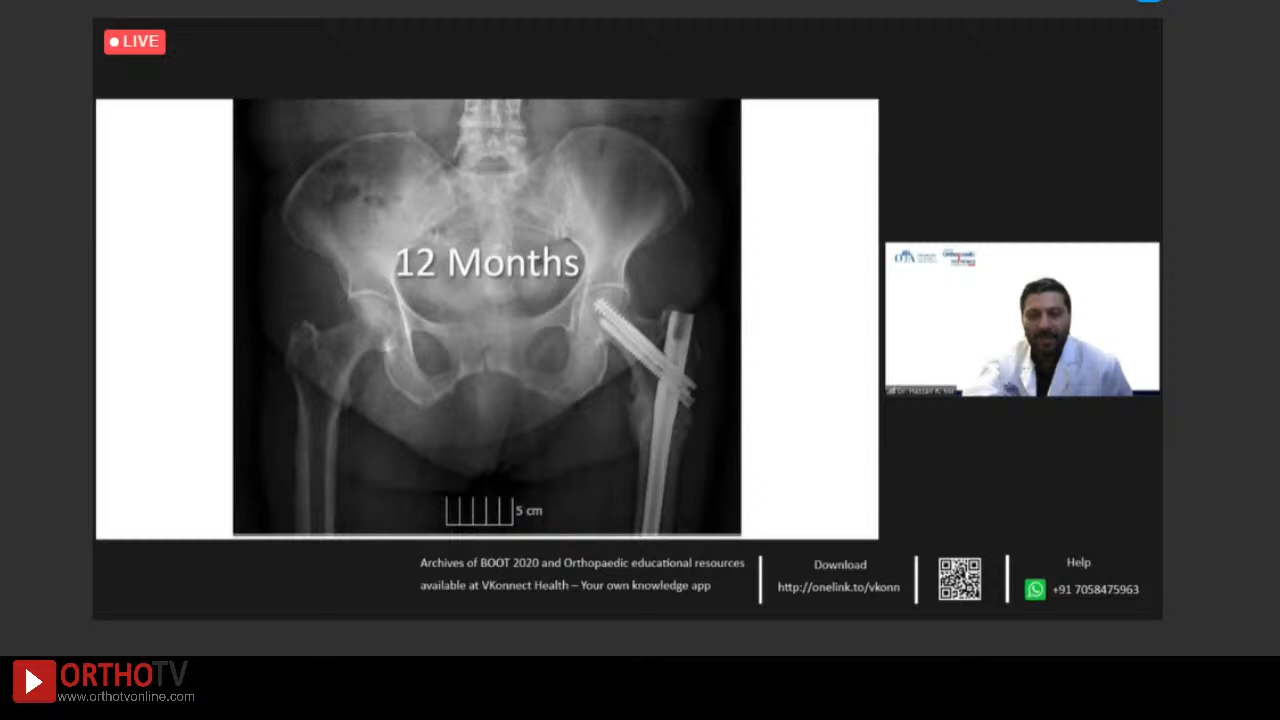 LIVE
12 Months
5 cm
OTA
Archives of BOOT 2020 and Orthopaedic educational resources
available at VKonnect Health – Your own knowledge app
Download
http://onelink.to/vkonn
Help
+91 7058475963
ORTHOTV
www.orthotvonline.com